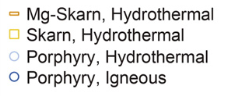 Mg-Skarn, Hydrothermal
Skarn, Hydrothermal
Porphyry, Hydrothermal
Porphyry, Igneous